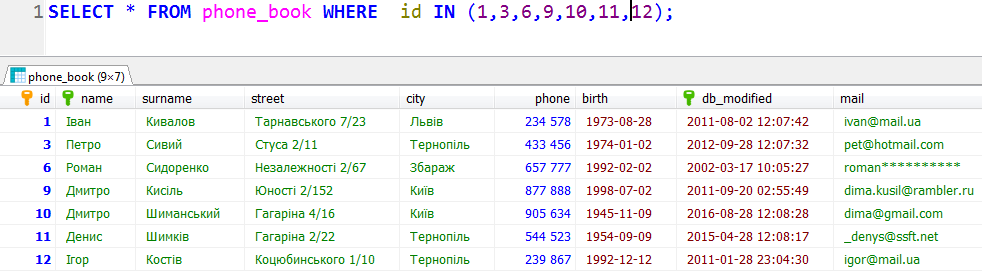 1 SELECT * FROM phone_book WHERE id IN (1,3,6,9,10,11,12);
phone_book (9×7)
id name surname street city phone birth db_modified mail
1 Іван Кивалов Тарнавського 7/23 Львів 234 578 1973-08-28 2011-08-02 12:07:42 ivan@mail.ua
3 Петро Сивий Стуса 2/11 Тернопіль 433 456 1974-01-02 2012-09-28 12:07:32 pet@hotmail.com
6 Роман Сидоренко Незалежності 2/67 Збараж 657 777 1992-02-02 2002-03-17 10:05:27 roman**********
9 Дмитро Кисіль Юності 2/152 Київ 877 888 1998-07-02 2011-09-20 02:55:49 dima.kusil@rambler.ru
10 Дмитро Шиманський Гагаріна 4/16 Київ 905 634 1945-11-09 2016-08-28 12:08:28 dima@gmail.com
11 Денис Шимків Гагаріна 2/22 Тернопіль 544 523 1954-09-09 2015-04-28 12:08:17 _denys@ssft.net
12 Ігор Костів Коцюбинського 1/10 Тернопіль 239 867 1992-12-12 2011-01-28 23:04:30 igor@mail.ua